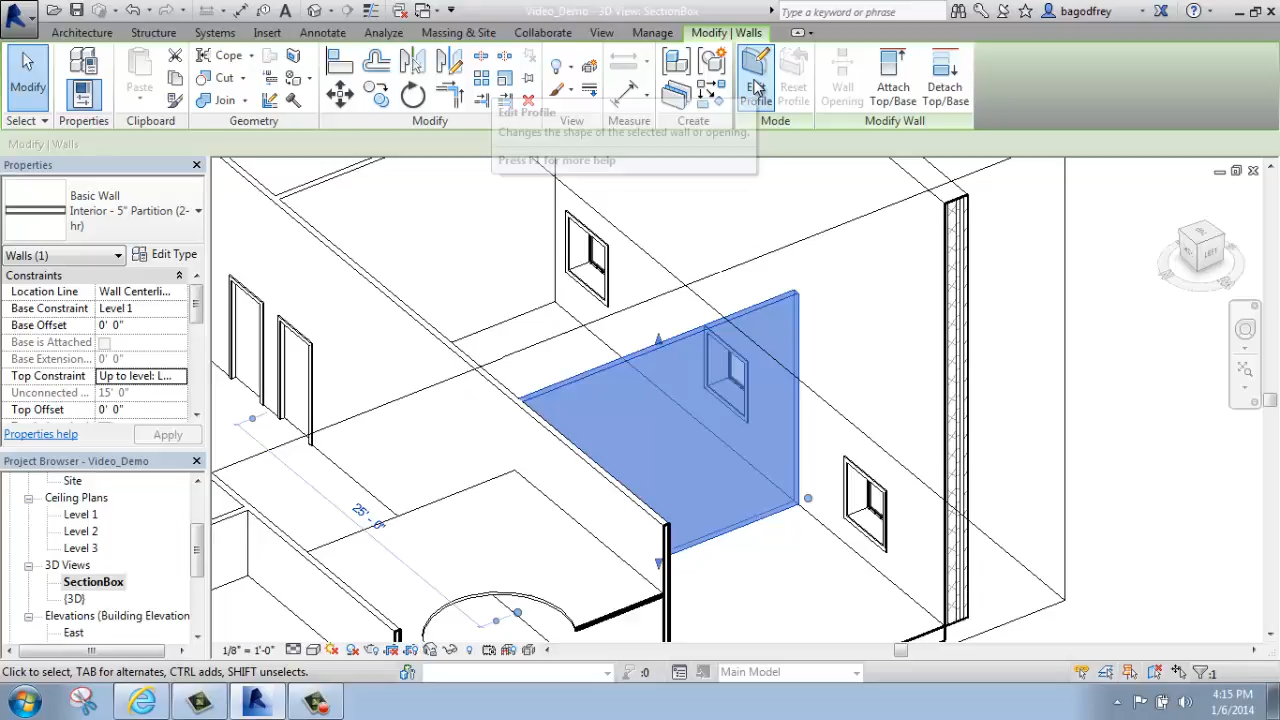 Video_Demo - 3D View: SectionBox
Type a keyword or phrase
bagodfrey
Architecture Structure Systems Insert Annotate Analyze Massing & Site Collaborate View Manage Modify | Walls
Modify
Paste
Cope
Cut
Join
Edit Profile
Reset Profile
Wall Opening
Attach Top/Base
Detach Top/Base
Select Properties Clipboard Geometry Modify View Measure Create Mode Modify Wall
Edit Profile
Changes the shape of the selected wall or opening.
Press F1 for more help
Modify | Walls
Properties
Basic Wall
Interior - 5" Partition (2-
hr)
Walls (1) Edit Type
Constraints
Location Line Wall Centerli...
Base Constraint Level 1
Base Offset 0' 0"
Base is Attached
Base Extension... 0' 0"
Top Constraint Up to level: L...
Unconnected ... 15' 0"
Top Offset 0' 0"
Properties help Apply
Project Browser - Video_Demo
Site
Ceiling Plans
Level 1
Level 2
Level 3
3D Views
SectionBox
{3D}
Elevations (Building Elevation
East
25' - 0"
LEFT
1/8" = 1'-0"
Click to select, TAB for alternates, CTRL adds, SHIFT unselects.
:0
Main Model
:1
4:15 PM
1/6/2014